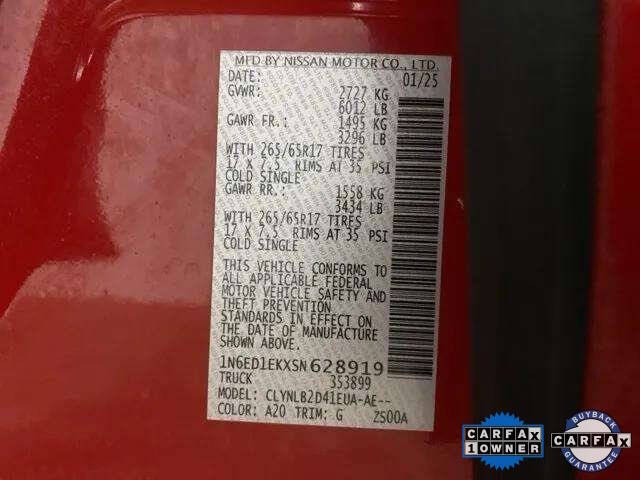 MFD BY NISSAN MOTOR CO., LTD.
DATE: 01/25
GVWR: 2727 KG
6012 LB
GAWR FR.: 1495 KG
3296 LB
WITH 265/65R17 TIRES
17 X 7.5 RIMS AT 35 PSI
COLD SINGLE
GAWR RR.: 1558 KG
3434 LB
WITH 265/65R17 TIRES
17 X 7.5 RIMS AT 35 PSI
COLD SINGLE
THIS VEHICLE CONFORMS TO
ALL APPLICABLE FEDERAL
MOTOR VEHICLE SAFETY AND
THEFT PREVENTION
STANDARDS IN EFFECT ON
THE DATE OF MANUFACTURE
SHOWN ABOVE.
1N6ED1EKXSN628919
TRUCK 353899
MODEL: CLYNLB2D41EUA-AE--
COLOR: A20 TRIM: G ZS00A
CARFAX
1 OWNER
BUYBACK
CARFAX
GUARANTEE